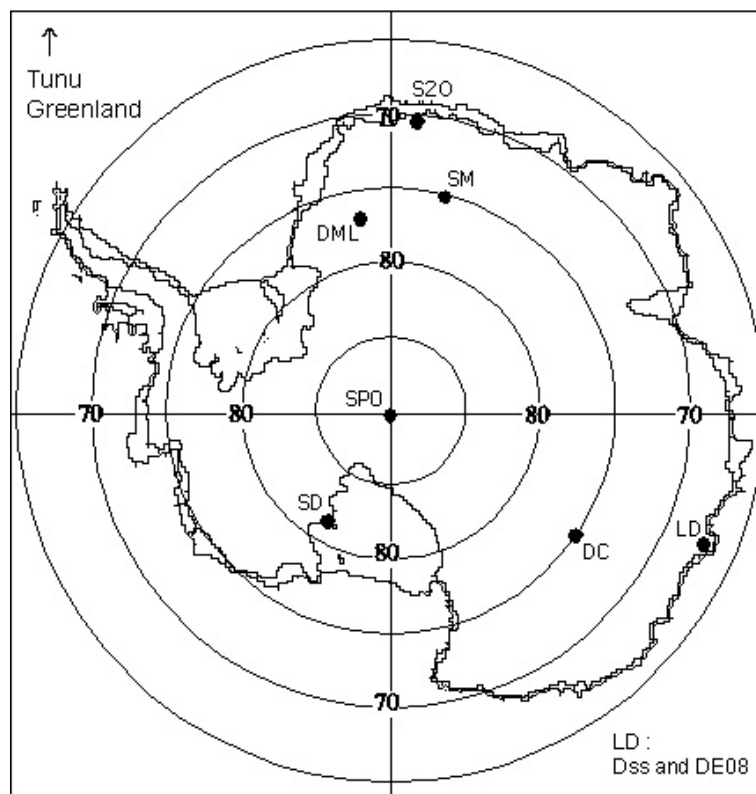 Tunu
Greenland
S20
70
SM
DML
80
SP0
70
80
80
70
SD
LD
80
DC
70
LD :
Dss and DE08